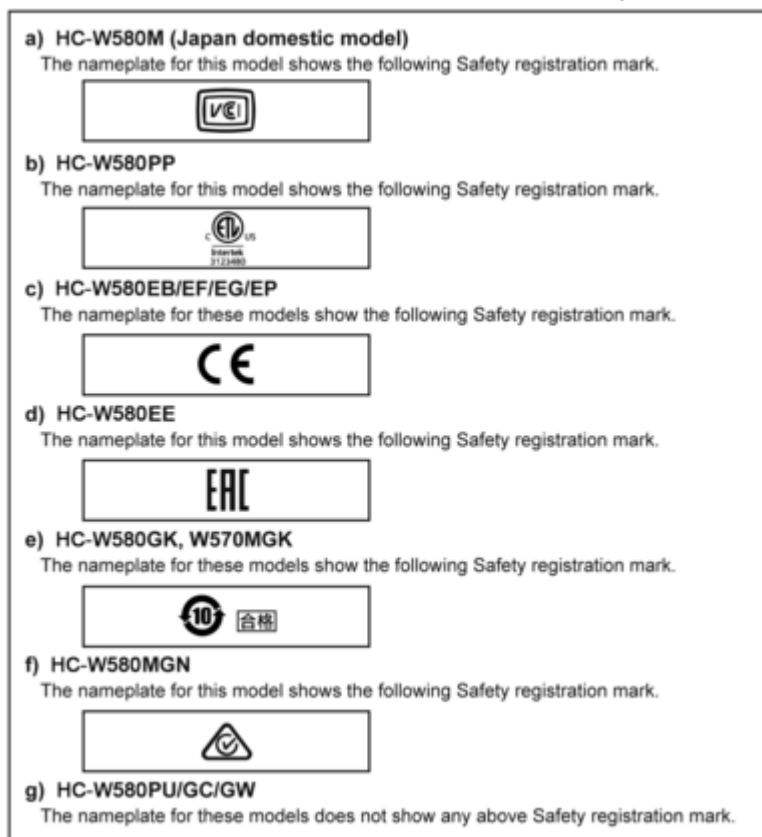 a) HC-W580M (Japan domestic model)
The nameplate for this model shows the following Safety registration mark.
VCI
b) HC-W580PP
The nameplate for this model shows the following Safety registration mark.
C ETL US
Intertek
3123480
c) HC-W580EB/EF/EG/EP
The nameplate for these models show the following Safety registration mark.
CE
d) HC-W580EE
The nameplate for this model shows the following Safety registration mark.
EAC
e) HC-W580GK, W570MGK
The nameplate for these models show the following Safety registration mark.
10 合格
f) HC-W580MGN
The nameplate for this model shows the following Safety registration mark.
g) HC-W580PU/GC/GW
The nameplate for these models does not show any above Safety registration mark.